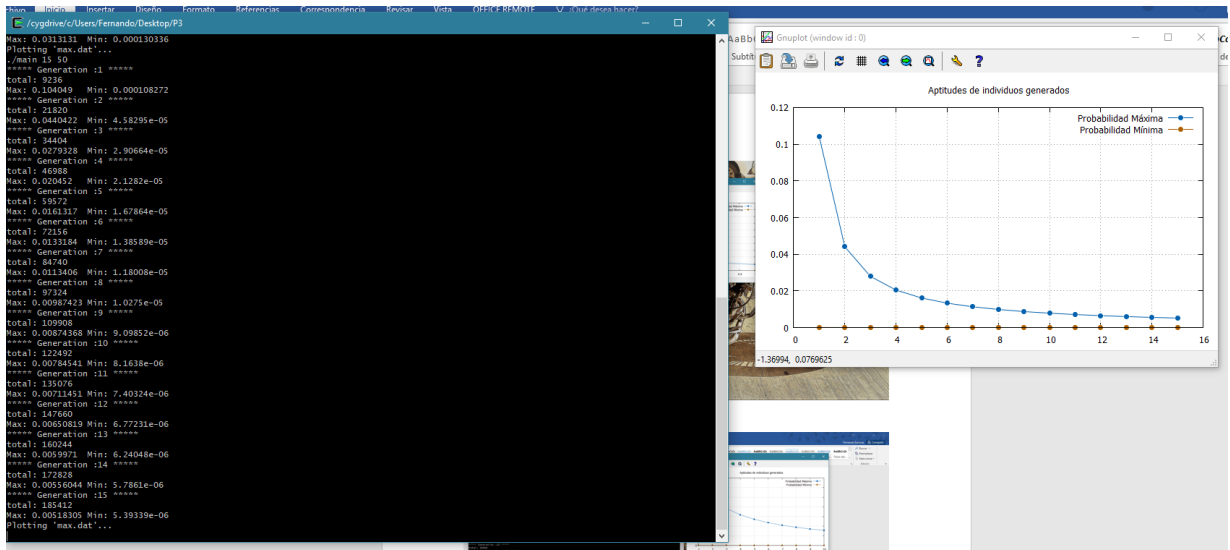 Archivo Inicio Insertar Diseño Formato Referencias Correspondencia Revisar Vista OFFICE REMOTE ¿Qué desea hacer?
/cygdrive/c/Users/Fernando/Desktop/P3
Max: 0.0313131 Min: 0.000130336
Plotting 'max.dat'...
./main 15 50
***** Generation :1 *****
total: 9236
Max: 0.104049 Min: 0.000108272
***** Generation :2 *****
total: 21820
Max: 0.0440422 Min: 4.58295e-05
***** Generation :3 *****
total: 34404
Max: 0.0279328 Min: 2.90664e-05
***** Generation :4 *****
total: 46988
Max: 0.020452 Min: 2.1282e-05
***** Generation :5 *****
total: 59572
Max: 0.0161317 Min: 1.67864e-05
***** Generation :6 *****
total: 72156
Max: 0.0133184 Min: 1.38589e-05
***** Generation :7 *****
total: 84740
Max: 0.0113406 Min: 1.18008e-05
***** Generation :8 *****
total: 97324
Max: 0.00987423 Min: 1.0275e-05
***** Generation :9 *****
total: 109908
Max: 0.00874368 Min: 9.09852e-06
***** Generation :10 *****
total: 122492
Max: 0.00784541 Min: 8.1638e-06
***** Generation :11 *****
total: 135076
Max: 0.00711451 Min: 7.40324e-06
***** Generation :12 *****
total: 147660
Max: 0.00650819 Min: 6.77231e-06
***** Generation :13 *****
total: 160244
Max: 0.0059971 Min: 6.24048e-06
***** Generation :14 *****
total: 172828
Max: 0.00556044 Min: 5.7861e-06
***** Generation :15 *****
total: 185412
Max: 0.00518305 Min: 5.39339e-06
Plotting 'max.dat'...
AaBb
Subtít
Gnuplot (window id : 0)
Aptitudes de individuos generados
Probabilidad Máxima
Probabilidad Mínima
0.12
0.1
0.08
0.06
0.04
0.02
0
0 2 4 6 8 10 12 14 16
-1.36994, 0.0769625